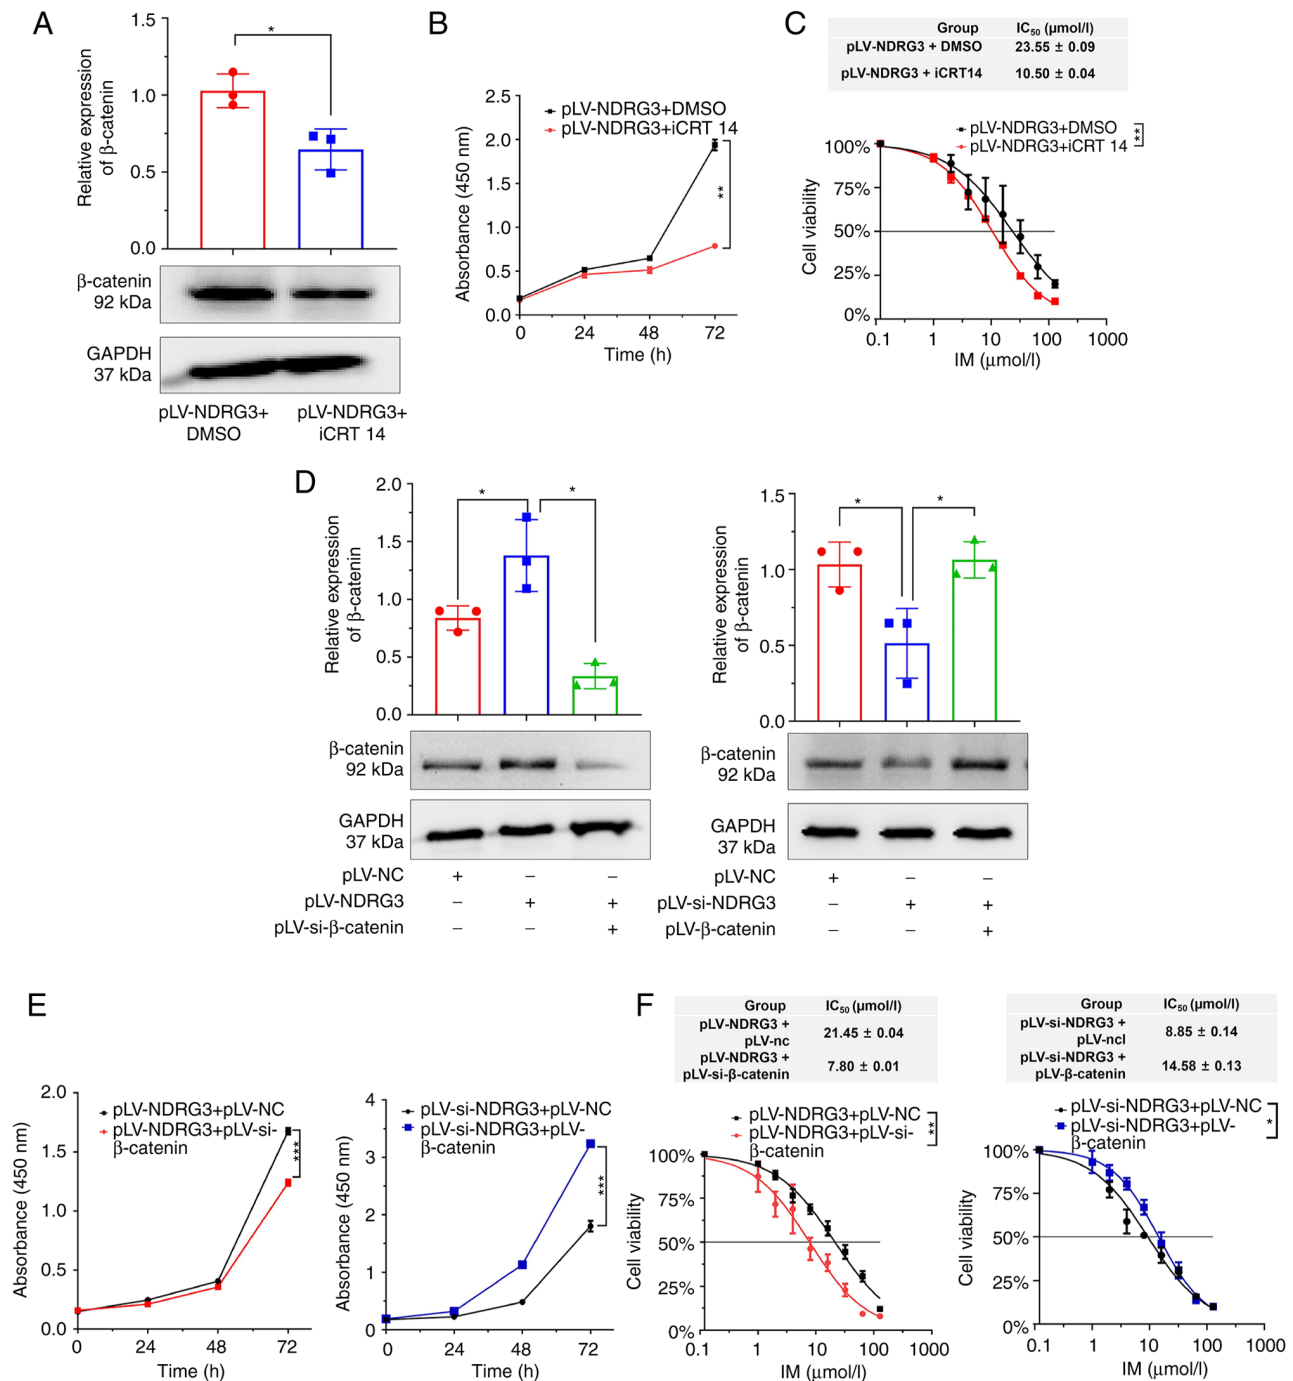 A
1.5
1.0
0.5
0.0
Relative expression
of β-catenin
*
β-catenin
92 kDa
GAPDH
37 kDa
pLV-NDRG3+
DMSO
pLV-NDRG3+
iCRT 14
B
2.5
2.0
1.5
1.0
0.5
0.0
Absorbance (450 nm)
pLV-NDRG3+DMSO
pLV-NDRG3+iCRT 14
**
0 24 48 72
Time (h)
C
Group IC50 (μmol/l)
pLV-NDRG3 + DMSO 23.55 ± 0.09
pLV-NDRG3 + iCRT14 10.50 ± 0.04
pLV-NDRG3+DMSO
pLV-NDRG3+iCRT 14
**
100%
75%
50%
25%
0%
Cell viability
0.1 1 10 100 1000
IM (μmol/l)
D
2.0
1.5
1.0
0.5
0.0
Relative expression
of β-catenin
* *
β-catenin
92 kDa
GAPDH
37 kDa
pLV-NC + − −
pLV-NDRG3 − + +
pLV-si-β-catenin − − +
1.5
1.0
0.5
0.0
Relative expression
of β-catenin
* *
β-catenin
92 kDa
GAPDH
37 kDa
pLV-NC + − −
pLV-si-NDRG3 − + +
pLV-β-catenin − − +
E
2.0
1.5
1.0
0.5
0.0
Absorbance (450 nm)
pLV-NDRG3+pLV-NC
pLV-NDRG3+pLV-si-
β-catenin
***
0 24 48 72
Time (h)
4
3
2
1
0
Absorbance (450 nm)
pLV-si-NDRG3+pLV-NC
pLV-si-NDRG3+pLV-
β-catenin
***
0 24 48 72
Time (h)
F
Group IC50 (μmol/l)
pLV-NDRG3 +
pLV-nc 21.45 ± 0.04
pLV-NDRG3 +
pLV-si-β-catenin 7.80 ± 0.01
pLV-NDRG3+pLV-NC
pLV-NDRG3+pLV-si-
β-catenin
**
100%
75%
50%
25%
0%
Cell viability
0.1 1 10 100 1000
IM (μmol/l)
Group IC50 (μmol/l)
pLV-si-NDRG3 +
pLV-ncl 8.85 ± 0.14
pLV-si-NDRG3 +
pLV-β-catenin 14.58 ± 0.13
pLV-si-NDRG3+pLV-NC
pLV-si-NDRG3+pLV-
β-catenin
*
100%
75%
50%
25%
0%
Cell viability
0.1 1 10 100 1000
IM (μmol/l)